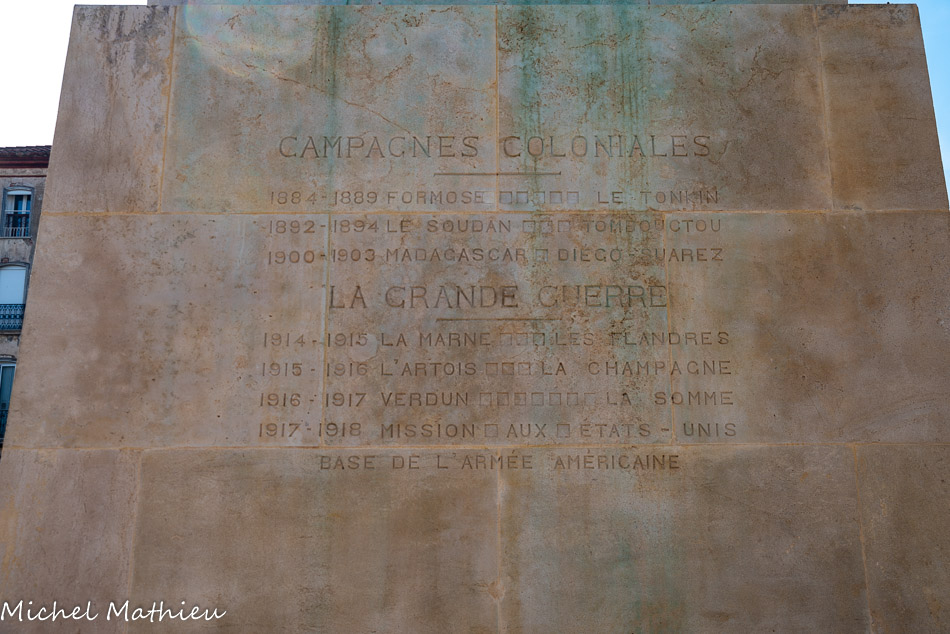 CAMPAGNES COLONIALES
1884-1889 FORMOSE □□□□□ LE TONKIN
1892-1894 LE SOUDAN □□□ TOMBOUCTOU
1900-1903 MADAGASCAR □ DIEGO SUAREZ
LA GRANDE GUERRE
1914-1915 LA MARNE □□□ LES FLANDRES
1915-1916 L'ARTOIS □□□ LA CHAMPAGNE
1916-1917 VERDUN □□□□□□□ LA SOMME
1917-1918 MISSION □ AUX □ ÉTATS-UNIS
BASE DE L'ARMÉE AMÉRICAINE
Michel Mathieu